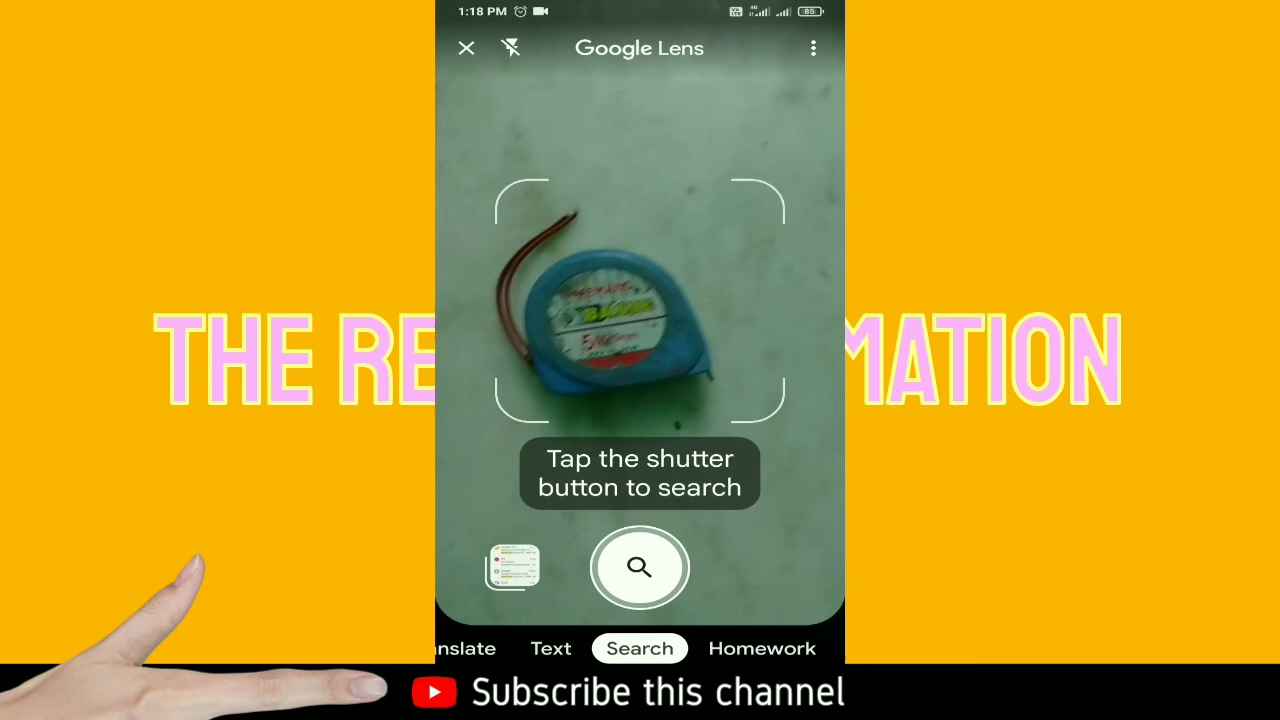 1:18 PM
85
Google Lens
THE RE
MATION
Tap the shutter
button to search
nslate
Text
Search
Homework
Subscribe this channel